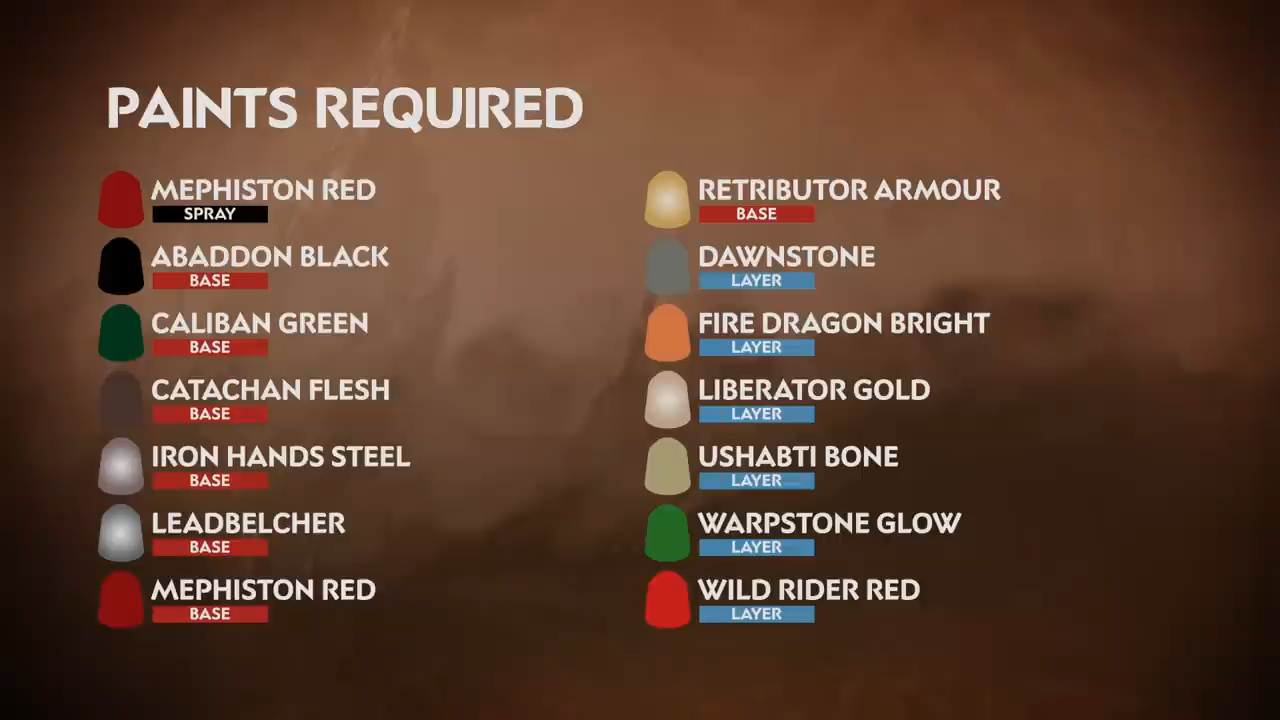 PAINTS REQUIRED
MEPHISTON RED
SPRAY
ABADDON BLACK
BASE
CALIBAN GREEN
BASE
CATACHAN FLESH
BASE
IRON HANDS STEEL
BASE
LEADBELCHER
BASE
MEPHISTON RED
BASE
RETRIBUTOR ARMOUR
BASE
DAWNSTONE
LAYER
FIRE DRAGON BRIGHT
LAYER
LIBERATOR GOLD
LAYER
USHABTI BONE
LAYER
WARPSTONE GLOW
LAYER
WILD RIDER RED
LAYER